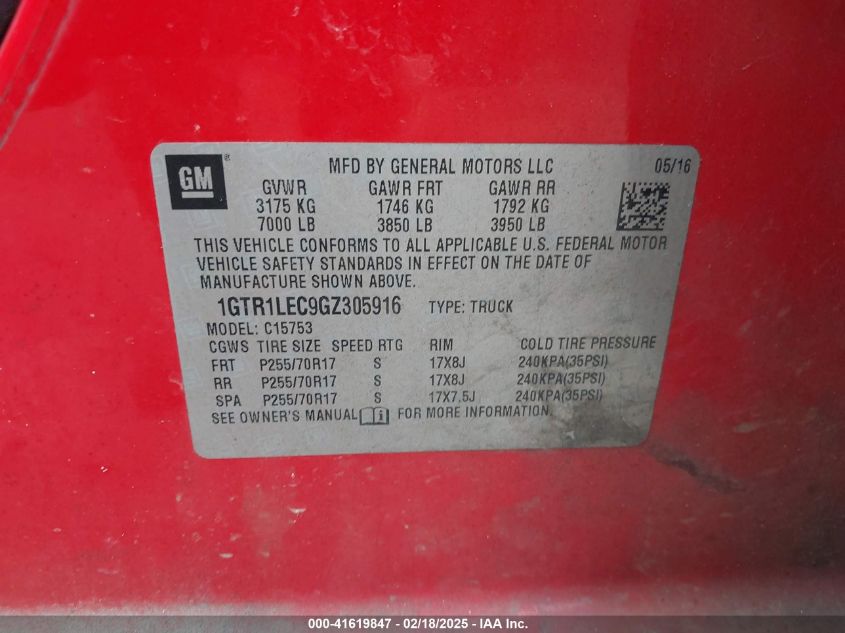 GM ® MFD BY GENERAL MOTORS LLC 05/16
GVWR GAWR FRT GAWR RR
3175 KG 1746 KG 1792 KG
7000 LB 3850 LB 3950 LB
THIS VEHICLE CONFORMS TO ALL APPLICABLE U.S. FEDERAL MOTOR
VEHICLE SAFETY STANDARDS IN EFFECT ON THE DATE OF
MANUFACTURE SHOWN ABOVE.
1GTR1LEC9GZ305916 TYPE: TRUCK
MODEL: C15753
CGWS TIRE SIZE SPEED RTG RIM COLD TIRE PRESSURE
FRT P255/70R17 S 17X8J 240KPA(35PSI)
RR P255/70R17 S 17X8J 240KPA(35PSI)
SPA P255/70R17 S 17X7.5J 240KPA(35PSI)
SEE OWNER'S MANUAL i FOR MORE INFORMATION.
000-41619847 - 02/18/2025 - IAA Inc.